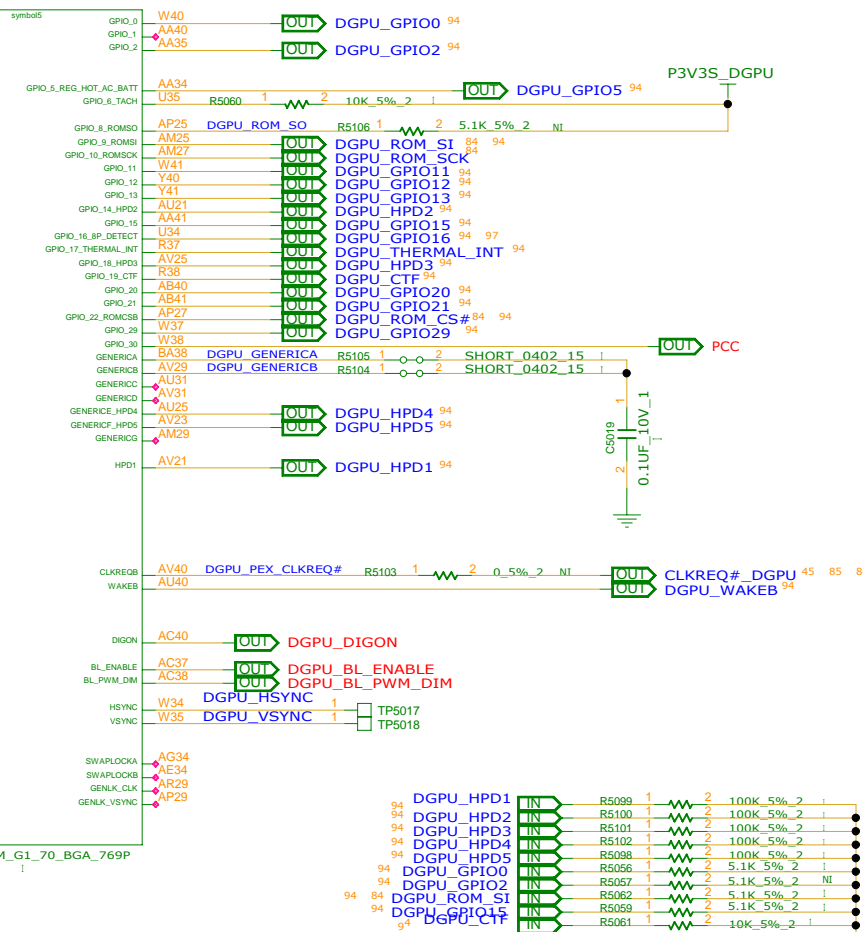 symbol5
GPIO_0 W40 OUT DGPU_GPIO0 94
GPIO_1 AA40
GPIO_2 AA35 OUT DGPU_GPIO2 94
P3V3S_DGPU
GPIO_5_REG_HOT_AC_BATT AA34 OUT DGPU_GPIO5 94
GPIO_6_TACH U35 R5060 1 2 10K_5%_2 I
GPIO_8_ROMSO AP25 DGPU_ROM_SO R5106 1 2 5.1K_5%_2 NI
GPIO_9_ROMSI AM25 OUT DGPU_ROM_SI 84 94
GPIO_10_ROMSCK AM27 OUT DGPU_ROM_SCK 84
GPIO_11 W41 OUT DGPU_GPIO11 94
GPIO_12 Y40 OUT DGPU_GPIO12 94
GPIO_13 Y41 OUT DGPU_GPIO13 94
GPIO_14_HPD2 AU21 OUT DGPU_HPD2 94
GPIO_15 AA41 OUT DGPU_GPIO15 94
GPIO_16_8P_DETECT U34 OUT DGPU_GPIO16 94 97
GPIO_17_THERMAL_INT R37 OUT DGPU_THERMAL_INT 94
GPIO_18_HPD3 AV25 OUT DGPU_HPD3 94
GPIO_19_CTF R38 OUT DGPU_CTF 94
GPIO_20 AB40 OUT DGPU_GPIO20 94
GPIO_21 AB41 OUT DGPU_GPIO21 94
GPIO_22_ROMCSB AP27 OUT DGPU_ROM_CS# 84 94
GPIO_29 W37 OUT DGPU_GPIO29 94
GPIO_30 W38 OUT PCC
GENERICA BA38 DGPU_GENERICA R5105 1 2 SHORT_0402_15 I
GENERICB AV29 DGPU_GENERICB R5104 1 2 SHORT_0402_15 I
GENERICC AU31
GENERICD AV31
GENERICE_HPD4 AU25 OUT DGPU_HPD4 94
GENERICF_HPD5 AV23 OUT DGPU_HPD5 94
GENERICG AM29
1 C5019 2 0.1UF_10V_1 I
HPD1 AV21 OUT DGPU_HPD1 94
CLKREQB AV40 DGPU_PEX_CLKREQ# R5103 1 2 0_5%_2 NI OUT CLKREQ#_DGPU 45 85 8
WAKEB AU40 OUT DGPU_WAKEB 94
DIGON AC40 OUT DGPU_DIGON
BL_ENABLE AC37 OUT DGPU_BL_ENABLE
BL_PWM_DIM AC38 OUT DGPU_BL_PWM_DIM
HSYNC W34 DGPU_HSYNC 1 TP5017
VSYNC W35 DGPU_VSYNC 1 TP5018
SWAPLOCKA AG34
SWAPLOCKB AE34
GENLK_CLK AR29
GENLK_VSYNC AP29
M_G1_70_BGA_769P
I
94 DGPU_HPD1 IN R5099 1 2 100K_5%_2 I
94 DGPU_HPD2 IN R5100 1 2 100K_5%_2 I
94 DGPU_HPD3 IN R5101 1 2 100K_5%_2 I
94 DGPU_HPD4 IN R5102 1 2 100K_5%_2 I
94 DGPU_HPD5 IN R5098 1 2 100K_5%_2 I
94 DGPU_GPIO0 IN R5056 1 2 5.1K_5%_2 I
94 DGPU_GPIO2 IN R5057 1 2 5.1K_5%_2 NI
94 84 DGPU_ROM_SI IN R5062 1 2 5.1K_5%_2 I
94 DGPU_GPIO15 IN R5059 1 2 5.1K_5%_2 I
94 DGPU_CTF IN R5061 1 2 10K_5%_2 I